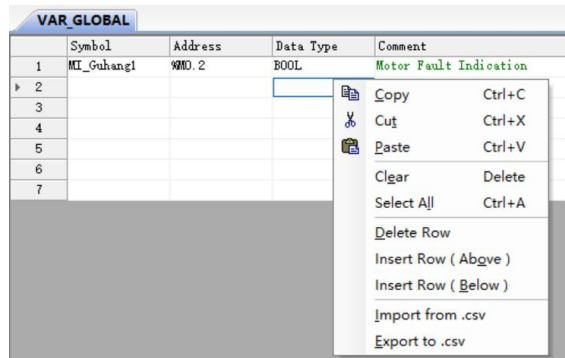 VAR_GLOBAL
Symbol Address Data Type Comment
1 MI_Guhang1 %M0.2 BOOL Motor Fault Indication
2
Copy Ctrl+C
3
Cut Ctrl+X
4
Paste Ctrl+V
5
Clear Delete
6
Select All Ctrl+A
7
Delete Row
Insert Row ( Above )
Insert Row ( Below )
Import from .csv
Export to .csv